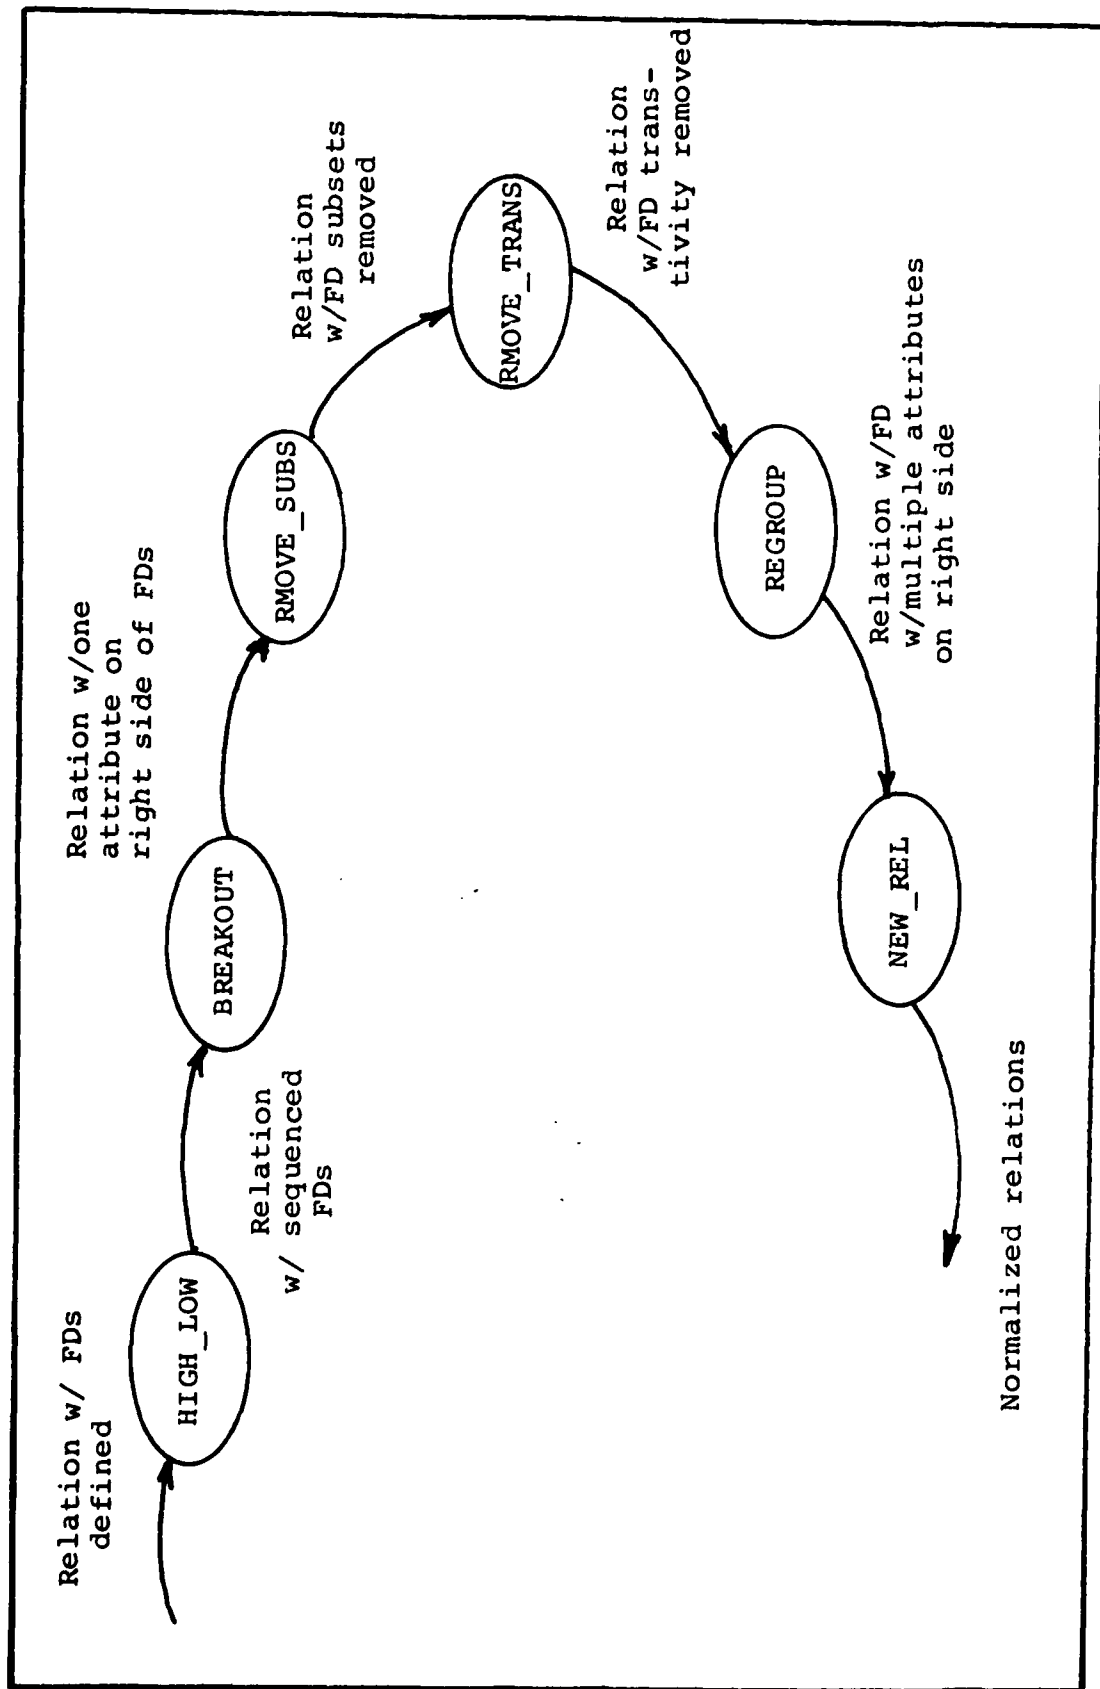 Relation w/ FDs
defined
HIGH_LOW
Relation
w/ sequenced
FDs
BREAKOUT
Relation w/one
attribute on
right side of FDs
RMOVE_SUBS
Relation
w/FD subsets
removed
RMOVE_TRANS
Relation
w/FD trans-
tivity removed
REGROUP
Relation w/FD
w/multiple attributes
on right side
NEW_REL
Normalized relations